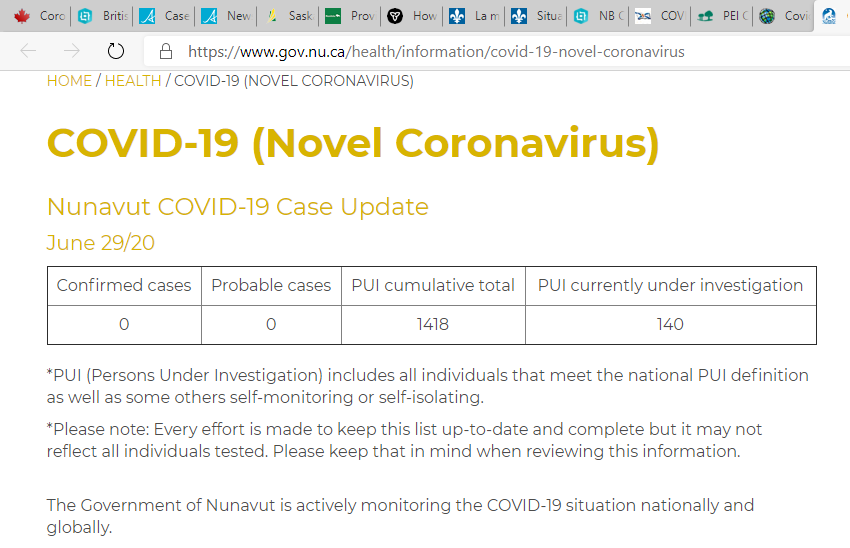 Coro
Britis
Case
New
Sask
Prov
How
La m
Situa
NB C
COV
PEI C
Covi
https://www.gov.nu.ca/health/information/covid-19-novel-coronavirus
HOME / HEALTH / COVID-19 (NOVEL CORONAVIRUS)
COVID-19 (Novel Coronavirus)
Nunavut COVID-19 Case Update
June 29/20
Confirmed cases Probable cases PUI cumulative total PUI currently under investigation
0 0 1418 140
*PUI (Persons Under Investigation) includes all individuals that meet the national PUI definition
as well as some others self-monitoring or self-isolating.
*Please note: Every effort is made to keep this list up-to-date and complete but it may not
reflect all individuals tested. Please keep that in mind when reviewing this information.
The Government of Nunavut is actively monitoring the COVID-19 situation nationally and
globally.